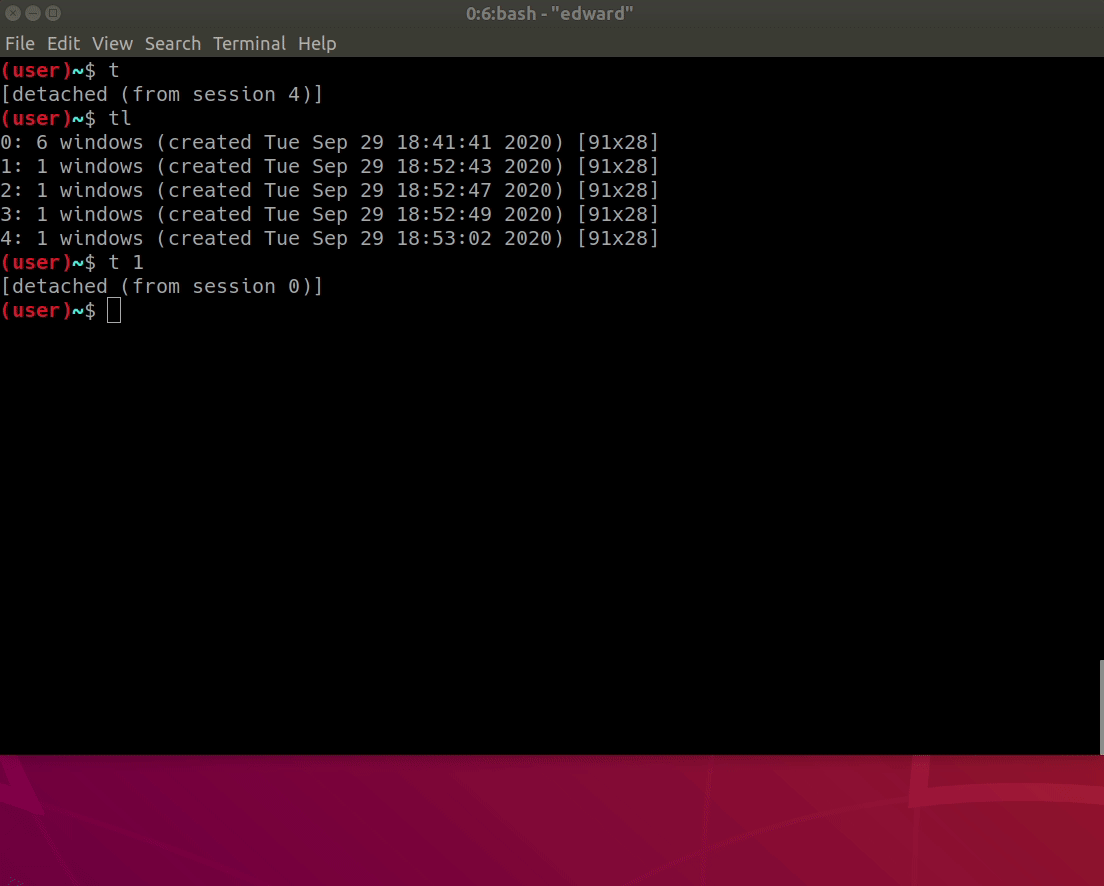 0:6:bash - "edward"
File Edit View Search Terminal Help
(user)~$ t
[detached (from session 4)]
(user)~$ tl
0: 6 windows (created Tue Sep 29 18:41:41 2020) [91x28]
1: 1 windows (created Tue Sep 29 18:52:43 2020) [91x28]
2: 1 windows (created Tue Sep 29 18:52:47 2020) [91x28]
3: 1 windows (created Tue Sep 29 18:52:49 2020) [91x28]
4: 1 windows (created Tue Sep 29 18:53:02 2020) [91x28]
(user)~$ t 1
[detached (from session 0)]
(user)~$